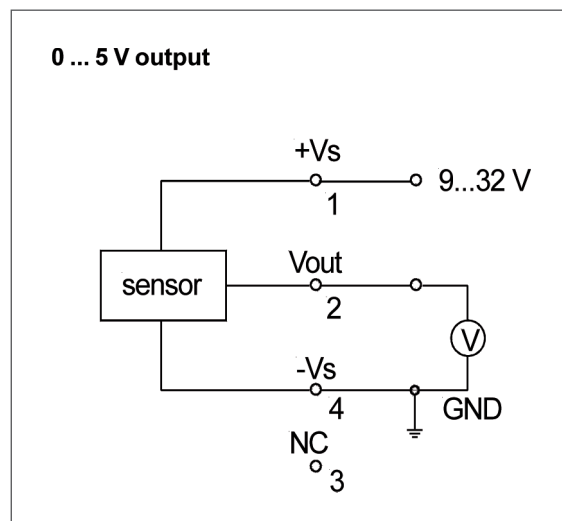 0 ... 5 V output
+Vs
1
9...32 V
sensor
Vout
2
V
-Vs
4
GND
NC
3